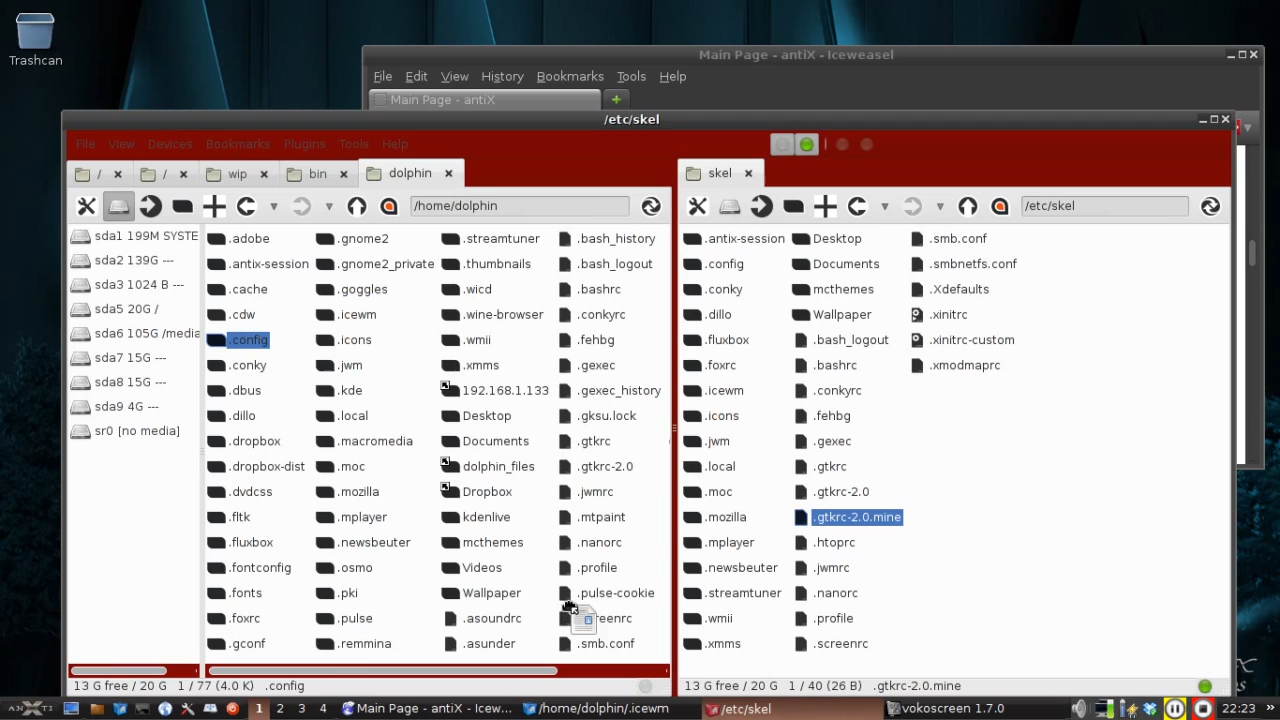 Trashcan
Main Page - antiX - Iceweasel
File Edit View History Bookmarks Tools Help
Main Page - antiX
/etc/skel
File View Devices Bookmarks Plugins Tools Help
/ / wip bin dolphin
skel
/home/dolphin
/etc/skel
sda1 199M SYSTE
sda2 139G ---
sda3 1024 B ---
sda5 20G /
sda6 105G /media
sda7 15G ---
sda8 15G ---
sda9 4G ---
sr0 [no media]
.adobe
.antix-session
.cache
.cdw
.config
.conky
.dbus
.dillo
.dropbox
.dropbox-dist
.dvdcss
.fltk
.fluxbox
.fontconfig
.fonts
.foxrc
.gconf
.gnome2
.gnome2_private
.goggles
.icewm
.icons
.jwm
.kde
.local
.macromedia
.moc
.mozilla
.mplayer
.newsbeuter
.osmo
.pki
.pulse
.remmina
.streamtuner
.thumbnails
.wicd
.wine-browser
.wmii
.xmms
192.168.1.133
Desktop
Documents
dolphin_files
Dropbox
kdenlive
mcthemes
Videos
Wallpaper
.asoundrc
.asunder
.bash_history
.bash_logout
.bashrc
.conkyrc
.fehbg
.gexec
.gexec_history
.gksu.lock
.gtkrc
.gtkrc-2.0
.jwmrc
.mtpaint
.nanorc
.profile
.pulse-cookie
reenrc
.smb.conf
.antix-session
.config
.conky
.dillo
.fluxbox
.foxrc
.icewm
.icons
.jwm
.local
.moc
.mozilla
.mplayer
.newsbeuter
.streamtuner
.wmii
.xmms
Desktop
Documents
mcthemes
Wallpaper
.bash_logout
.bashrc
.conkyrc
.fehbg
.gexec
.gtkrc
.gtkrc-2.0
.gtkrc-2.0.mine
.htoprc
.jwmrc
.nanorc
.profile
.screenrc
.smb.conf
.smbnetfs.conf
.Xdefaults
.xinitrc
.xinitrc-custom
.xmodmaprc
13 G free / 20 G 1 / 77 (4.0 K) .config
13 G free / 20 G 1 / 40 (26 B) .gtkrc-2.0.mine
1 2 3 4 Main Page - antiX - Icew... /home/dolphin/.icewm /etc/skel vokoscreen 1.7.0 22:23